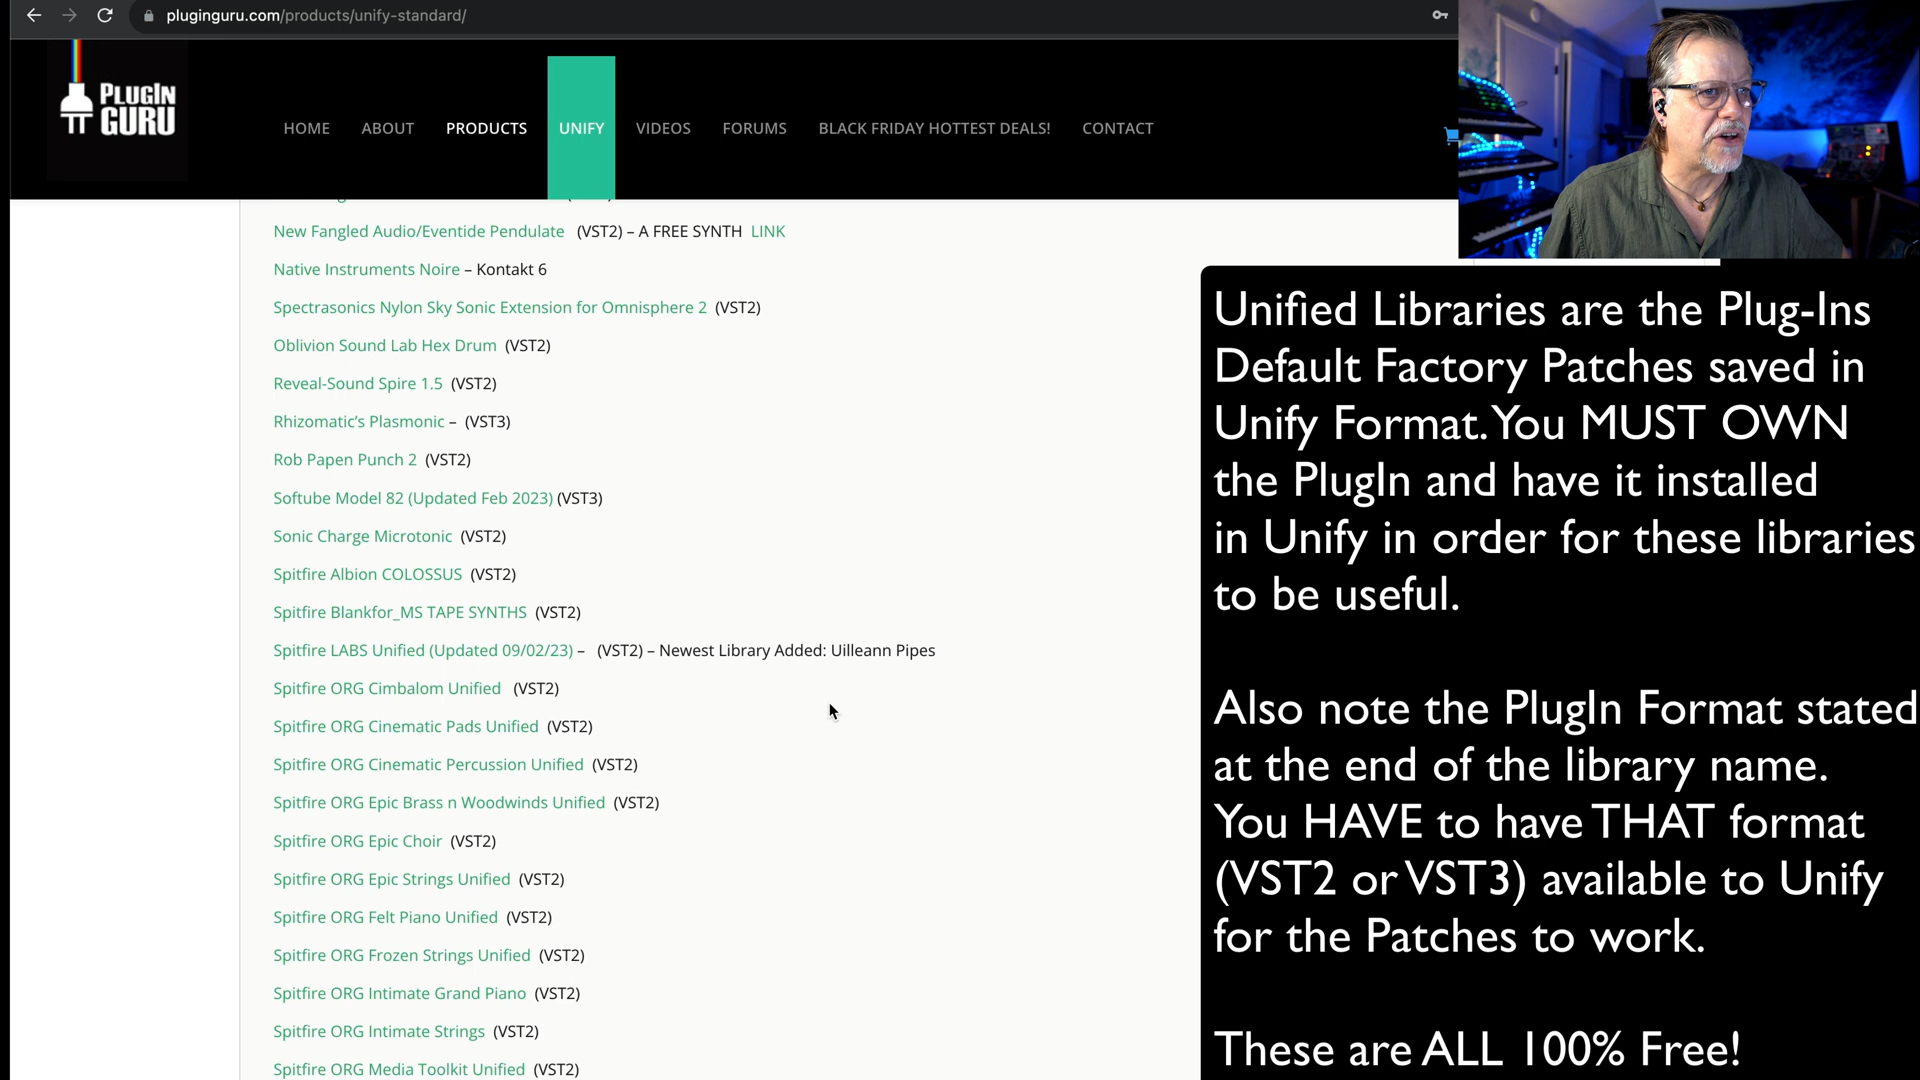 pluginguru.com/products/unify-standard/
PLUGIN
GURU
HOME ABOUT PRODUCTS UNIFY VIDEOS FORUMS BLACK FRIDAY HOTTEST DEALS! CONTACT
New Fangled Audio/Eventide Pendulate (VST2) – A FREE SYNTH LINK
Native Instruments Noire – Kontakt 6
Spectrasonics Nylon Sky Sonic Extension for Omnisphere 2 (VST2)
Oblivion Sound Lab Hex Drum (VST2)
Reveal-Sound Spire 1.5 (VST2)
Rhizomatic's Plasmonic – (VST3)
Rob Papen Punch 2 (VST2)
Softube Model 82 (Updated Feb 2023) (VST3)
Sonic Charge Microtonic (VST2)
Spitfire Albion COLOSSUS (VST2)
Spitfire Blankfor_MS TAPE SYNTHS (VST2)
Spitfire LABS Unified (Updated 09/02/23) – (VST2) – Newest Library Added: Uilleann Pipes
Spitfire ORG Cimbalom Unified (VST2)
Spitfire ORG Cinematic Pads Unified (VST2)
Spitfire ORG Cinematic Percussion Unified (VST2)
Spitfire ORG Epic Brass n Woodwinds Unified (VST2)
Spitfire ORG Epic Choir (VST2)
Spitfire ORG Epic Strings Unified (VST2)
Spitfire ORG Felt Piano Unified (VST2)
Spitfire ORG Frozen Strings Unified (VST2)
Spitfire ORG Intimate Grand Piano (VST2)
Spitfire ORG Intimate Strings (VST2)
Spitfire ORG Media Toolkit Unified (VST2)
Unified Libraries are the Plug-Ins
Default Factory Patches saved in
Unify Format. You MUST OWN
the PlugIn and have it installed
in Unify in order for these libraries
to be useful.
Also note the PlugIn Format stated
at the end of the library name.
You HAVE to have THAT format
(VST2 or VST3) available to Unify
for the Patches to work.
These are ALL 100% Free!